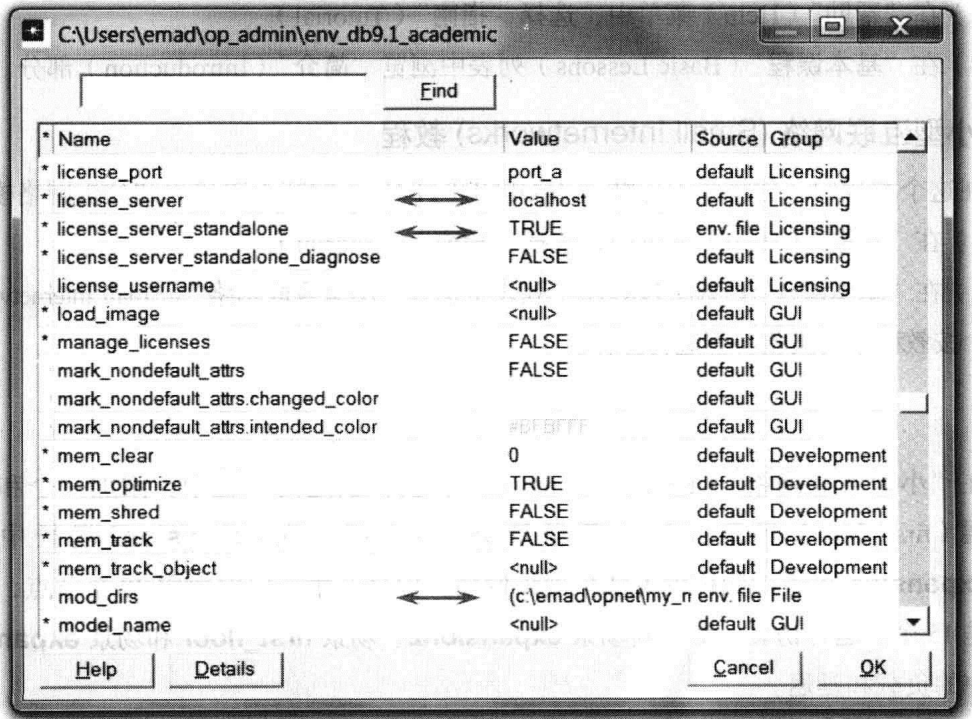 C:\Users\emad\op_admin\env_db9.1_academic
Find
* Name Value Source Group
* license_port port_a default Licensing
* license_server localhost default Licensing
* license_server_standalone TRUE env. file Licensing
* license_server_standalone_diagnose FALSE default Licensing
license_username <null> default Licensing
* load_image <null> default GUI
* manage_licenses FALSE default GUI
mark_nondefault_attrs FALSE default GUI
mark_nondefault_attrs.changed_color default GUI
mark_nondefault_attrs.intended_color default GUI
* mem_clear 0 default Development
* mem_optimize TRUE default Development
* mem_shred FALSE default Development
* mem_track FALSE default Development
* mem_track_object <null> default Development
mod_dirs (c:\emad\opnet\my_n env. file File
* model_name <null> default GUI
Help Details Cancel OK